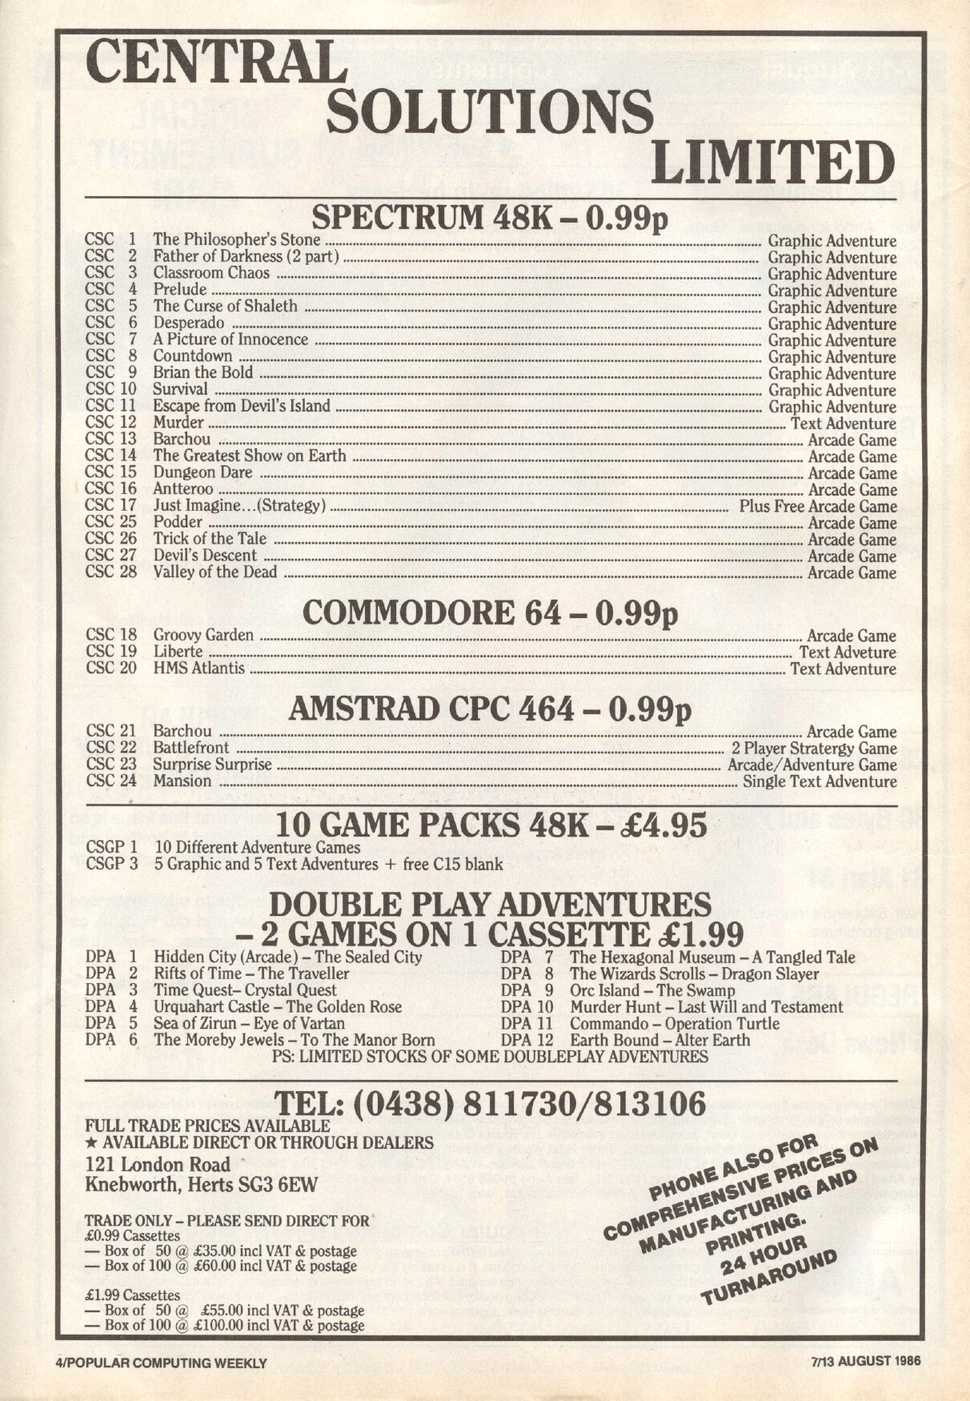 CENTRAL
SOLUTIONS
LIMITED
SPECTRUM 48K – 0.99p
CSC 1 The Philosopher's Stone Graphic Adventure
CSC 2 Father of Darkness (2 part) Graphic Adventure
CSC 3 Classroom Chaos Graphic Adventure
CSC 4 Prelude Graphic Adventure
CSC 5 The Curse of Shaleth Graphic Adventure
CSC 6 Desperado Graphic Adventure
CSC 7 A Picture of Innocence Graphic Adventure
CSC 8 Countdown Graphic Adventure
CSC 9 Brian the Bold Graphic Adventure
CSC 10 Survival Graphic Adventure
CSC 11 Escape from Devil's Island Graphic Adventure
CSC 12 Murder Text Adventure
CSC 13 Barchou Arcade Game
CSC 14 The Greatest Show on Earth Arcade Game
CSC 15 Dungeon Dare Arcade Game
CSC 16 Antteroo Arcade Game
CSC 17 Just Imagine...(Strategy) Plus Free Arcade Game
CSC 25 Podder Arcade Game
CSC 26 Trick of the Tale Arcade Game
CSC 27 Devil's Descent Arcade Game
CSC 28 Valley of the Dead Arcade Game
COMMODORE 64 – 0.99p
CSC 18 Groovy Garden Arcade Game
CSC 19 Liberte Text Adveture
CSC 20 HMS Atlantis Text Adventure
AMSTRAD CPC 464 – 0.99p
CSC 21 Barchou Arcade Game
CSC 22 Battlefront 2 Player Stratergy Game
CSC 23 Surprise Surprise Arcade/Adventure Game
CSC 24 Mansion Single Text Adventure
10 GAME PACKS 48K – £4.95
CSGP 1 10 Different Adventure Games
CSGP 3 5 Graphic and 5 Text Adventures + free C15 blank
DOUBLE PLAY ADVENTURES
– 2 GAMES ON 1 CASSETTE £1.99
DPA 1 Hidden City (Arcade) – The Sealed City
DPA 2 Rifts of Time – The Traveller
DPA 3 Time Quest– Crystal Quest
DPA 4 Urquahart Castle – The Golden Rose
DPA 5 Sea of Zirun – Eye of Vartan
DPA 6 The Moreby Jewels – To The Manor Born
DPA 7 The Hexagonal Museum – A Tangled Tale
DPA 8 The Wizards Scrolls – Dragon Slayer
DPA 9 Orc Island – The Swamp
DPA 10 Murder Hunt – Last Will and Testament
DPA 11 Commando – Operation Turtle
DPA 12 Earth Bound – Alter Earth
PS: LIMITED STOCKS OF SOME DOUBLEPLAY ADVENTURES
TEL: (0438) 811730/813106
FULL TRADE PRICES AVAILABLE
★ AVAILABLE DIRECT OR THROUGH DEALERS
121 London Road
Knebworth, Herts SG3 6EW
TRADE ONLY – PLEASE SEND DIRECT FOR
£0.99 Cassettes
— Box of 50 @ £35.00 incl VAT & postage
— Box of 100 @ £60.00 incl VAT & postage
£1.99 Cassettes
— Box of 50 @ £55.00 incl VAT & postage
— Box of 100 @ £100.00 incl VAT & postage
PHONE ALSO FOR
COMPREHENSIVE PRICES ON
MANUFACTURING AND
PRINTING.
24 HOUR
TURNAROUND
4/POPULAR COMPUTING WEEKLY
7/13 AUGUST 1986